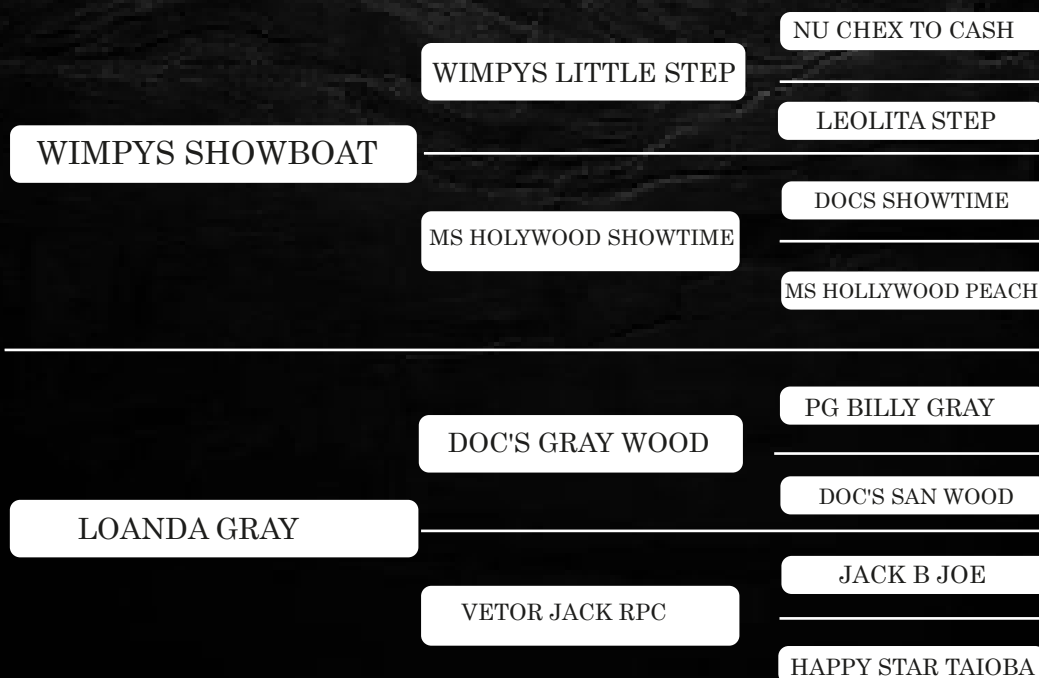 WIMPYS SHOWBOAT
WIMPYS LITTLE STEP
NU CHEX TO CASH
LEOLITA STEP
MS HOLYWOOD SHOWTIME
DOCS SHOWTIME
MS HOLLYWOOD PEACH
LOANDA GRAY
DOC'S GRAY WOOD
PG BILLY GRAY
DOC'S SAN WOOD
VETOR JACK RPC
JACK B JOE
HAPPY STAR TAIOBA